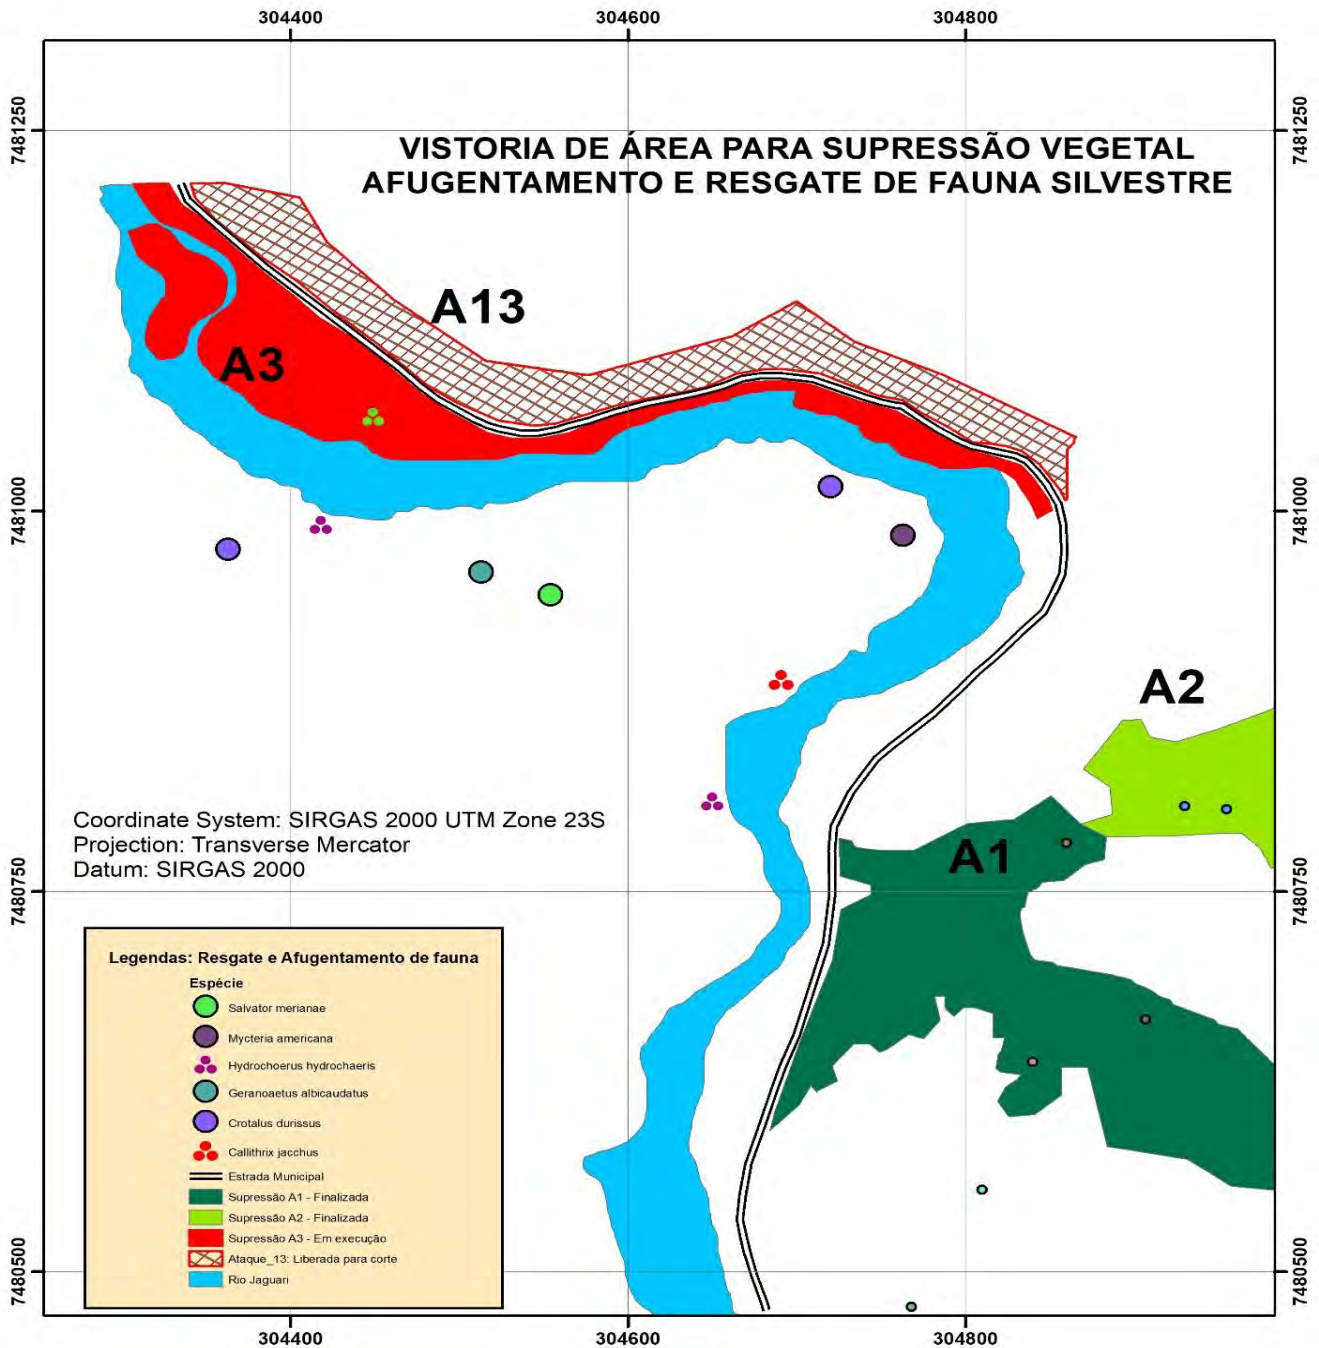 304400 304600 304800
7481250 7481250
VISTORIA DE ÁREA PARA SUPRESSÃO VEGETAL
AFUGENTAMENTO E RESGATE DE FAUNA SILVESTRE
A13
A3
7481000 7481000
A2
Coordinate System: SIRGAS 2000 UTM Zone 23S
Projection: Transverse Mercator
Datum: SIRGAS 2000
A1
7480750 7480750
Legendas: Resgate e Afugentamento de fauna
Espécie
Salvator merianae
Mycteria americana
Hydrochoerus hydrochaeris
Geranoaetus albicaudatus
Crotalus durissus
Callithrix jacchus
Estrada Municipal
Supressão A1 - Finalizada
Supressão A2 - Finalizada
Supressão A3 - Em execução
Ataque_13: Liberada para corte
Rio Jaguari
7480500 7480500
304400 304600 304800